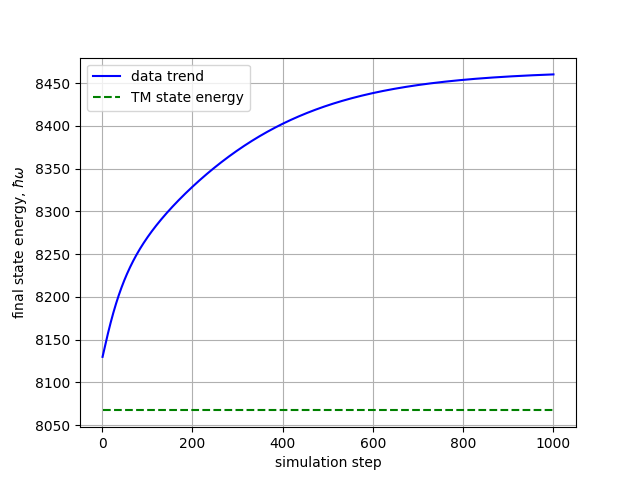 data trend
TM state energy
8450
8400
8350
8300
8250
8200
8150
8100
8050
final state energy, ℏω
0 200 400 600 800 1000
simulation step